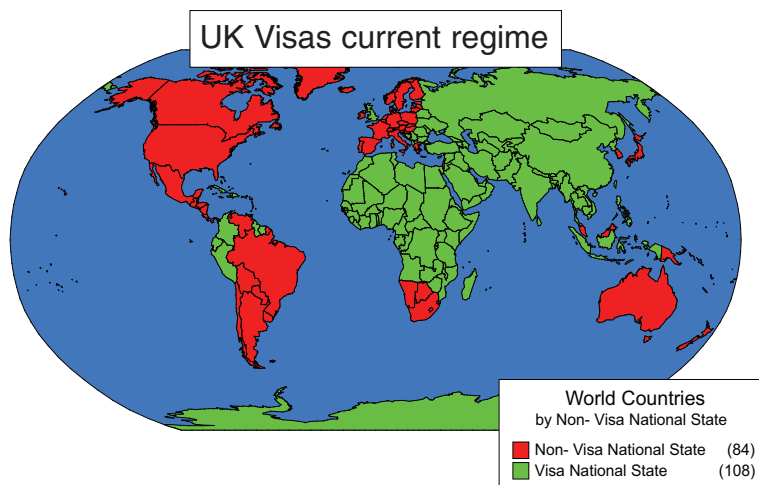 UK Visas current regime
World Countries
by Non- Visa National State
Non- Visa National State (84)
Visa National State (108)